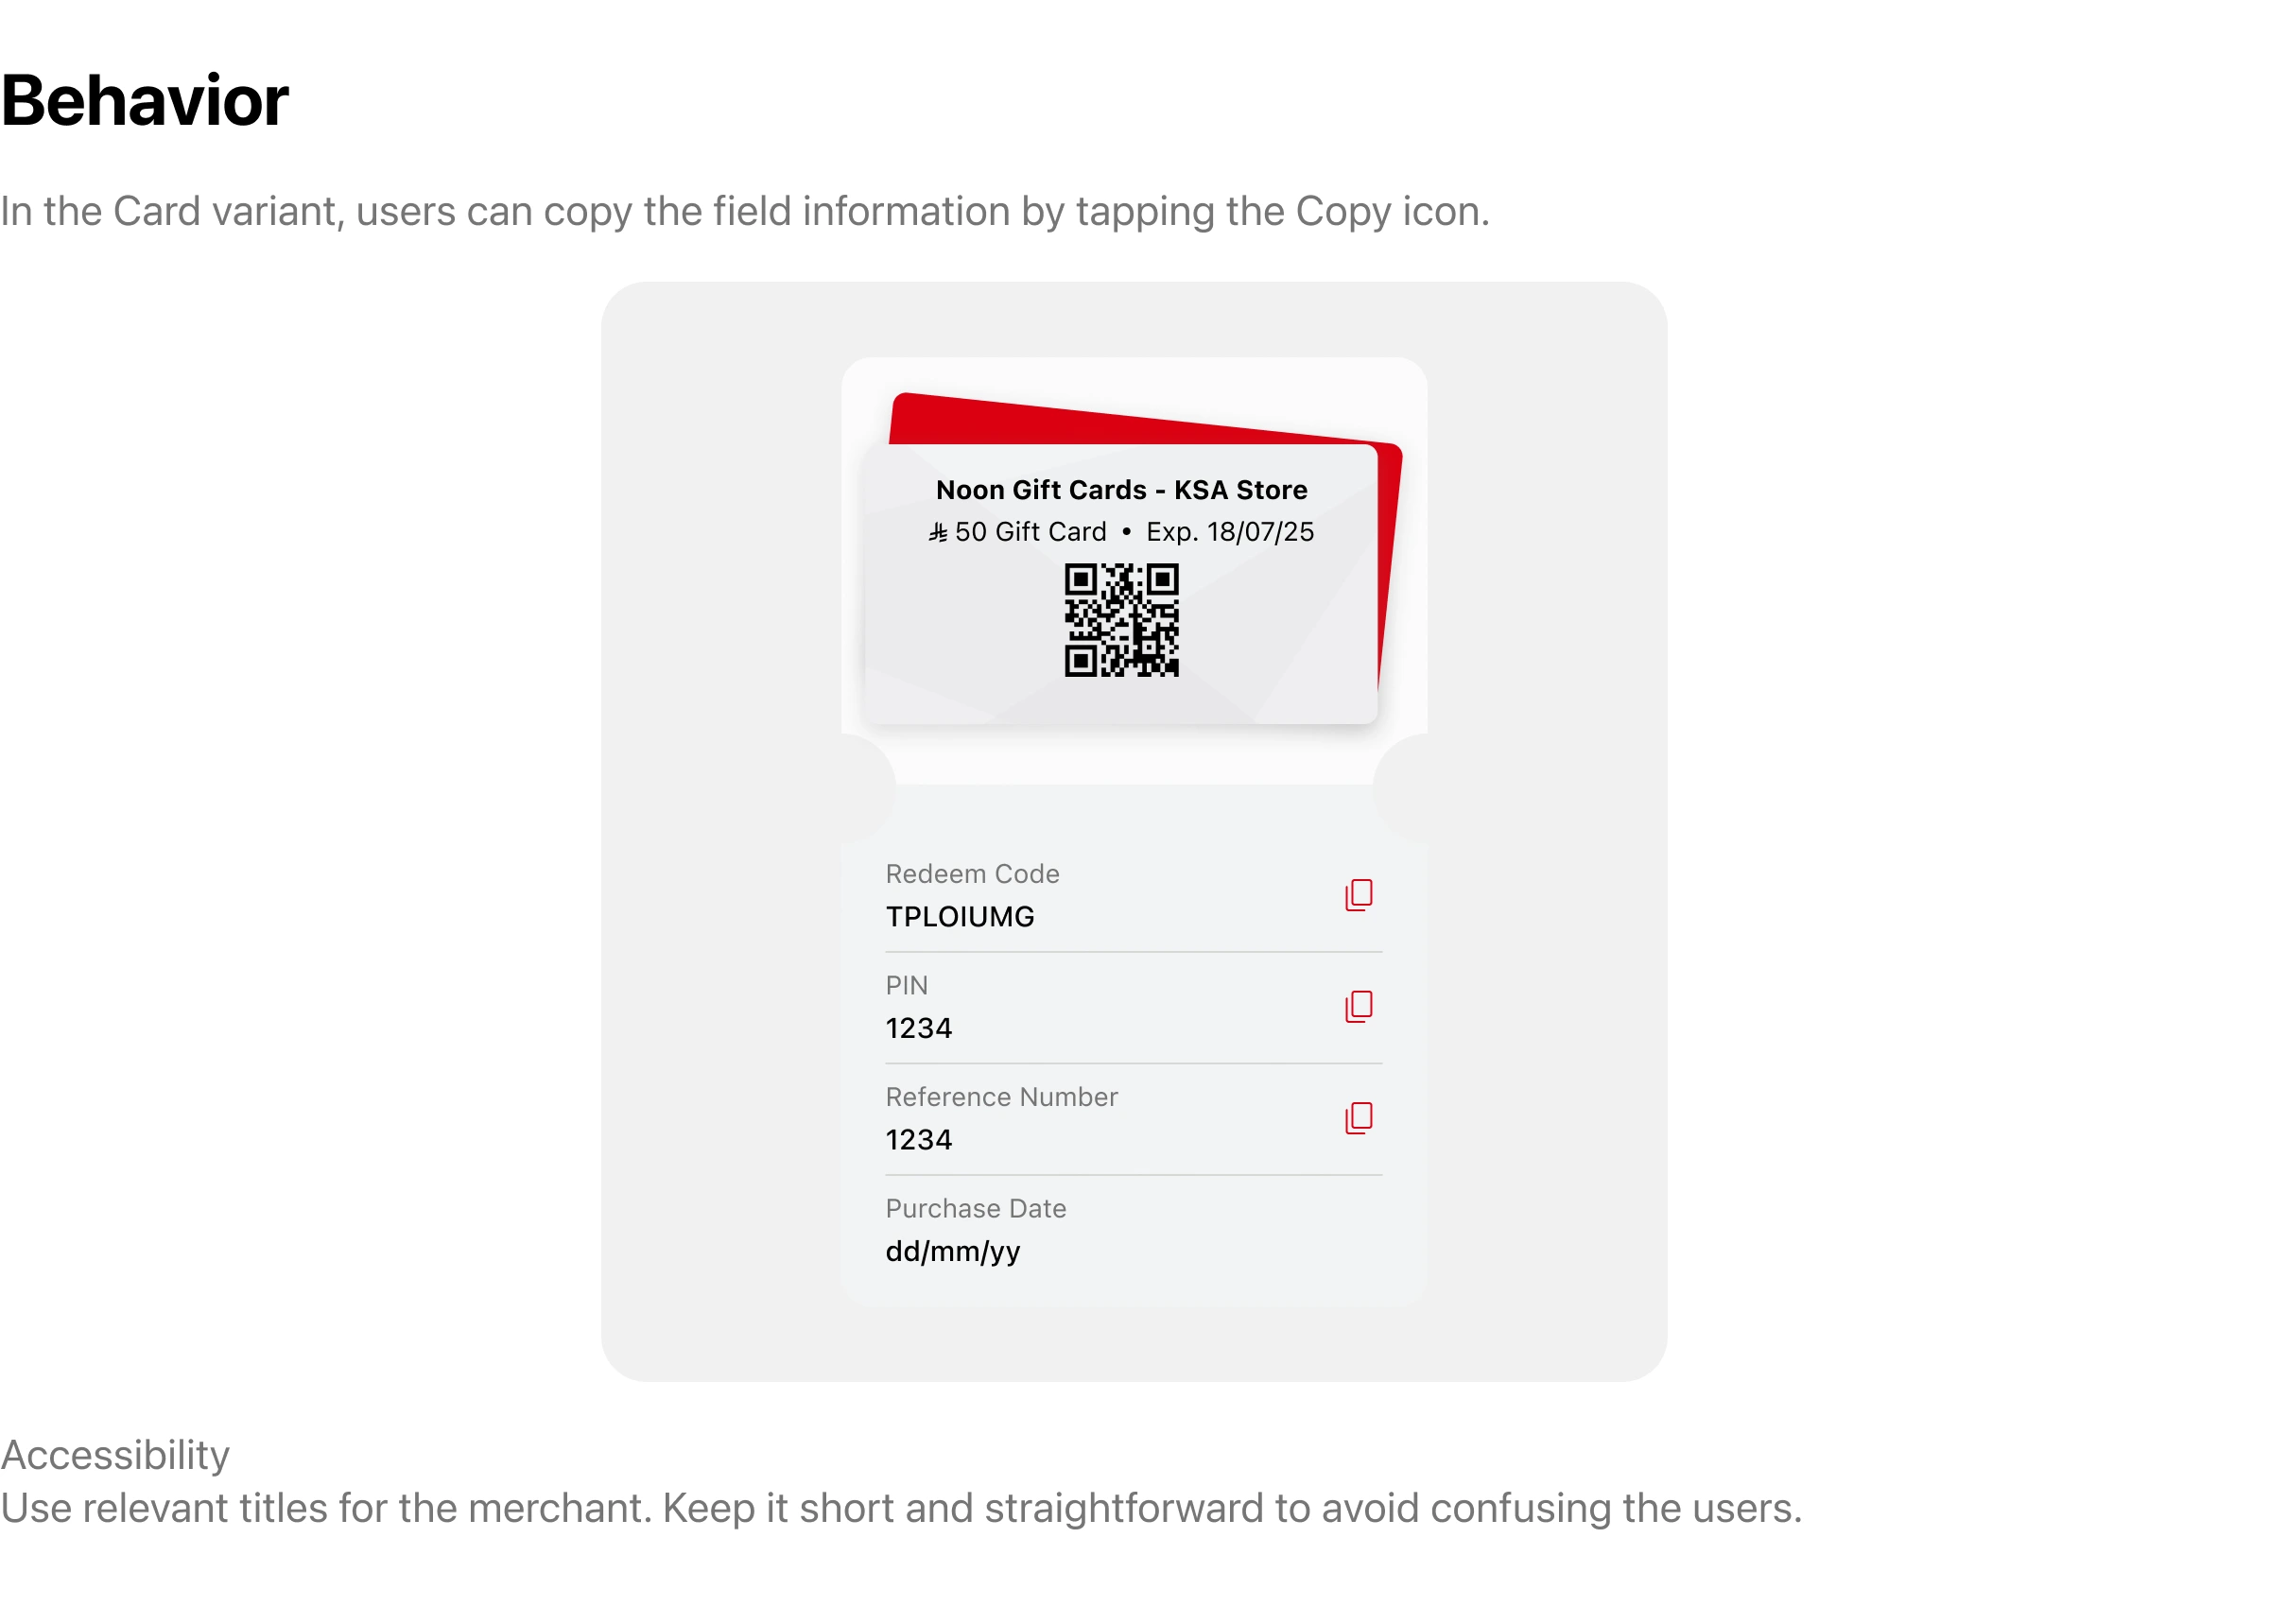 Behavior
In the Card variant, users can copy the field information by tapping the Copy icon.
Noon Gift Cards - KSA Store
⃁ 50 Gift Card • Exp. 18/07/25
Redeem Code
TPLOIUMG
PIN
1234
Reference Number
1234
Purchase Date
dd/mm/yy
Accessibility
Use relevant titles for the merchant. Keep it short and straightforward to avoid confusing the users.